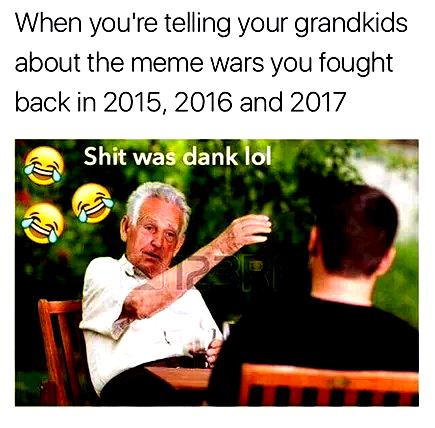 When you're telling your grandkids
about the meme wars you fought
back in 2015, 2016 and 2017
Shit was dank lol
123RF